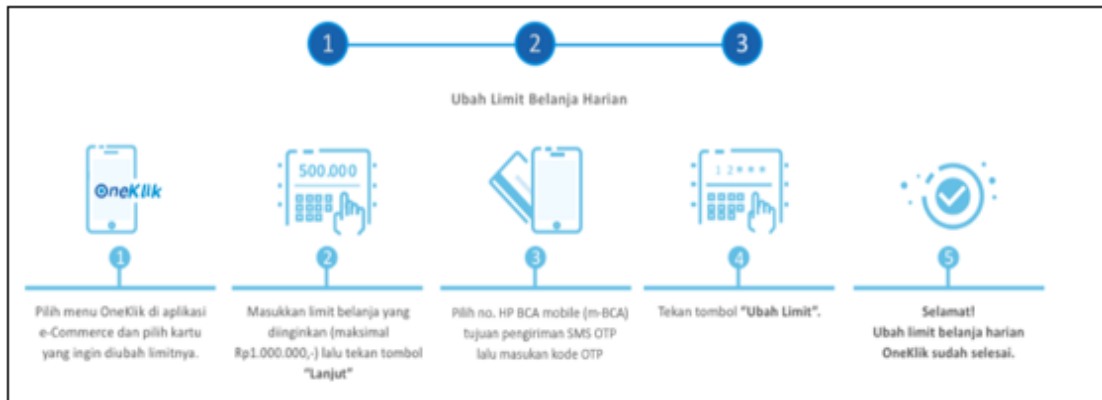 1 2 3
Ubah Limit Belanja Harian
OneKlik
500.000
1 2 * * *
1
Pilih menu OneKlik di aplikasi
e-Commerce dan pilih kartu
yang ingin diubah limitnya.
2
Masukkan limit belanja yang
diinginkan (maksimal
Rp1.000.000,-) lalu tekan tombol
"Lanjut"
3
Pilih no. HP BCA mobile (m-BCA)
tujuan pengiriman SMS OTP
lalu masukan kode OTP
4
Tekan tombol "Ubah Limit".
5
Selamat!
Ubah limit belanja harian
OneKlik sudah selesai.